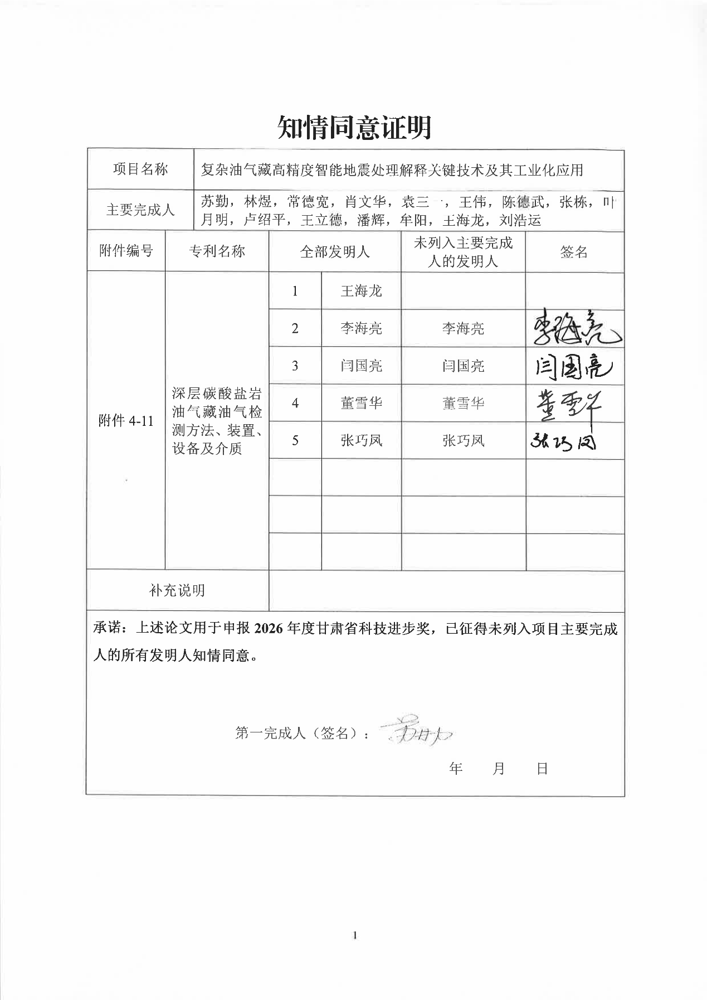 知情同意证明
项目名称
复杂油气藏高精度智能地震处理解释关键技术及其工业化应用
主要完成人
苏勤，林煜，常德宽，肖文华，袁三一，王伟，陈德武，张栋，叶
月明，卢绍平，王立德，潘辉，牟阳，王海龙，刘浩运
附件编号
专利名称
全部发明人
未列入主要完成
人的发明人
签名
附件 4-11
深层碳酸盐岩
油气藏油气检
测方法、装置、
设备及介质
1 王海龙
2 李海亮 李海亮 李海亮
3 闫国亮 闫国亮 闫国亮
4 董雪华 董雪华 董雪华
5 张巧凤 张巧凤 张巧凤
补充说明
承诺：上述论文用于申报 2026 年度甘肃省科技进步奖，已征得未列入项目主要完成
人的所有发明人知情同意。
第一完成人（签名）：
年 月 日
1